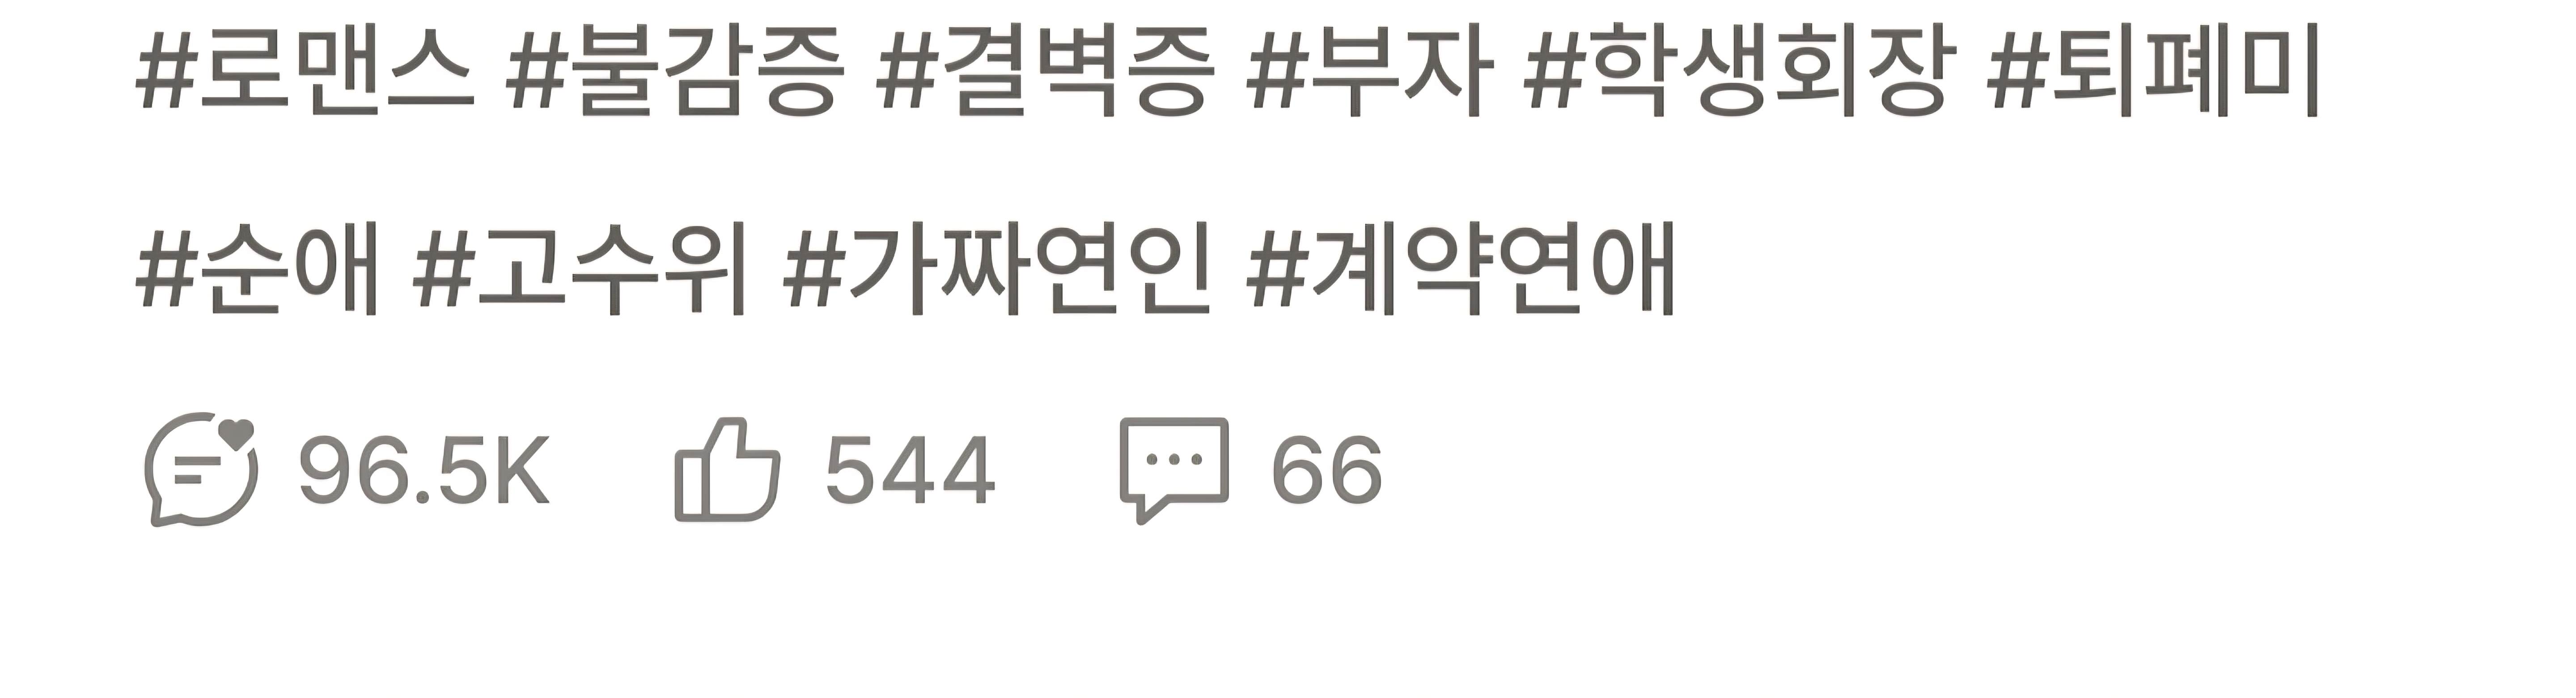 #로맨스 #불감증 #결벽증 #부자 #학생회장 #퇴폐미
#순애 #고수위 #가짜연인 #계약연애
96.5K 544 66